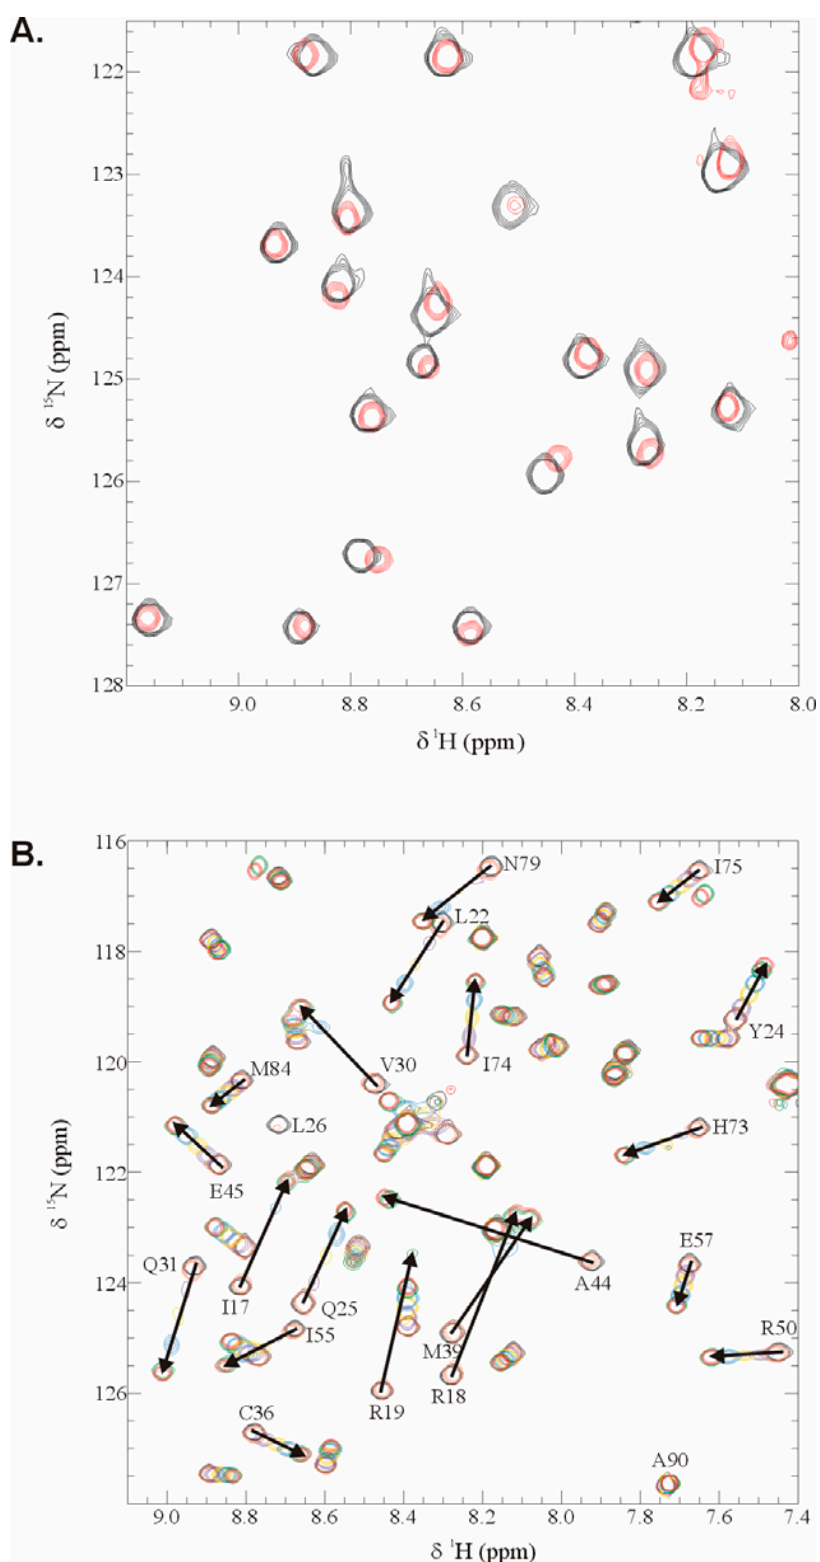 A.
122
123
124
125
126
127
128
δ ¹⁵N (ppm)
9.0 8.8 8.6 8.4 8.2 8.0
δ ¹H (ppm)
B.
116
118
120
122
124
126
δ ¹⁵N (ppm)
N79 I75
L22
Y24
V30 I74
M84
L26 H73
E45
E57
Q31 A44
I17 Q25
I55 R50
M39
R19 R18
C36
A90
9.0 8.8 8.6 8.4 8.2 8.0 7.8 7.6 7.4
δ ¹H (ppm)